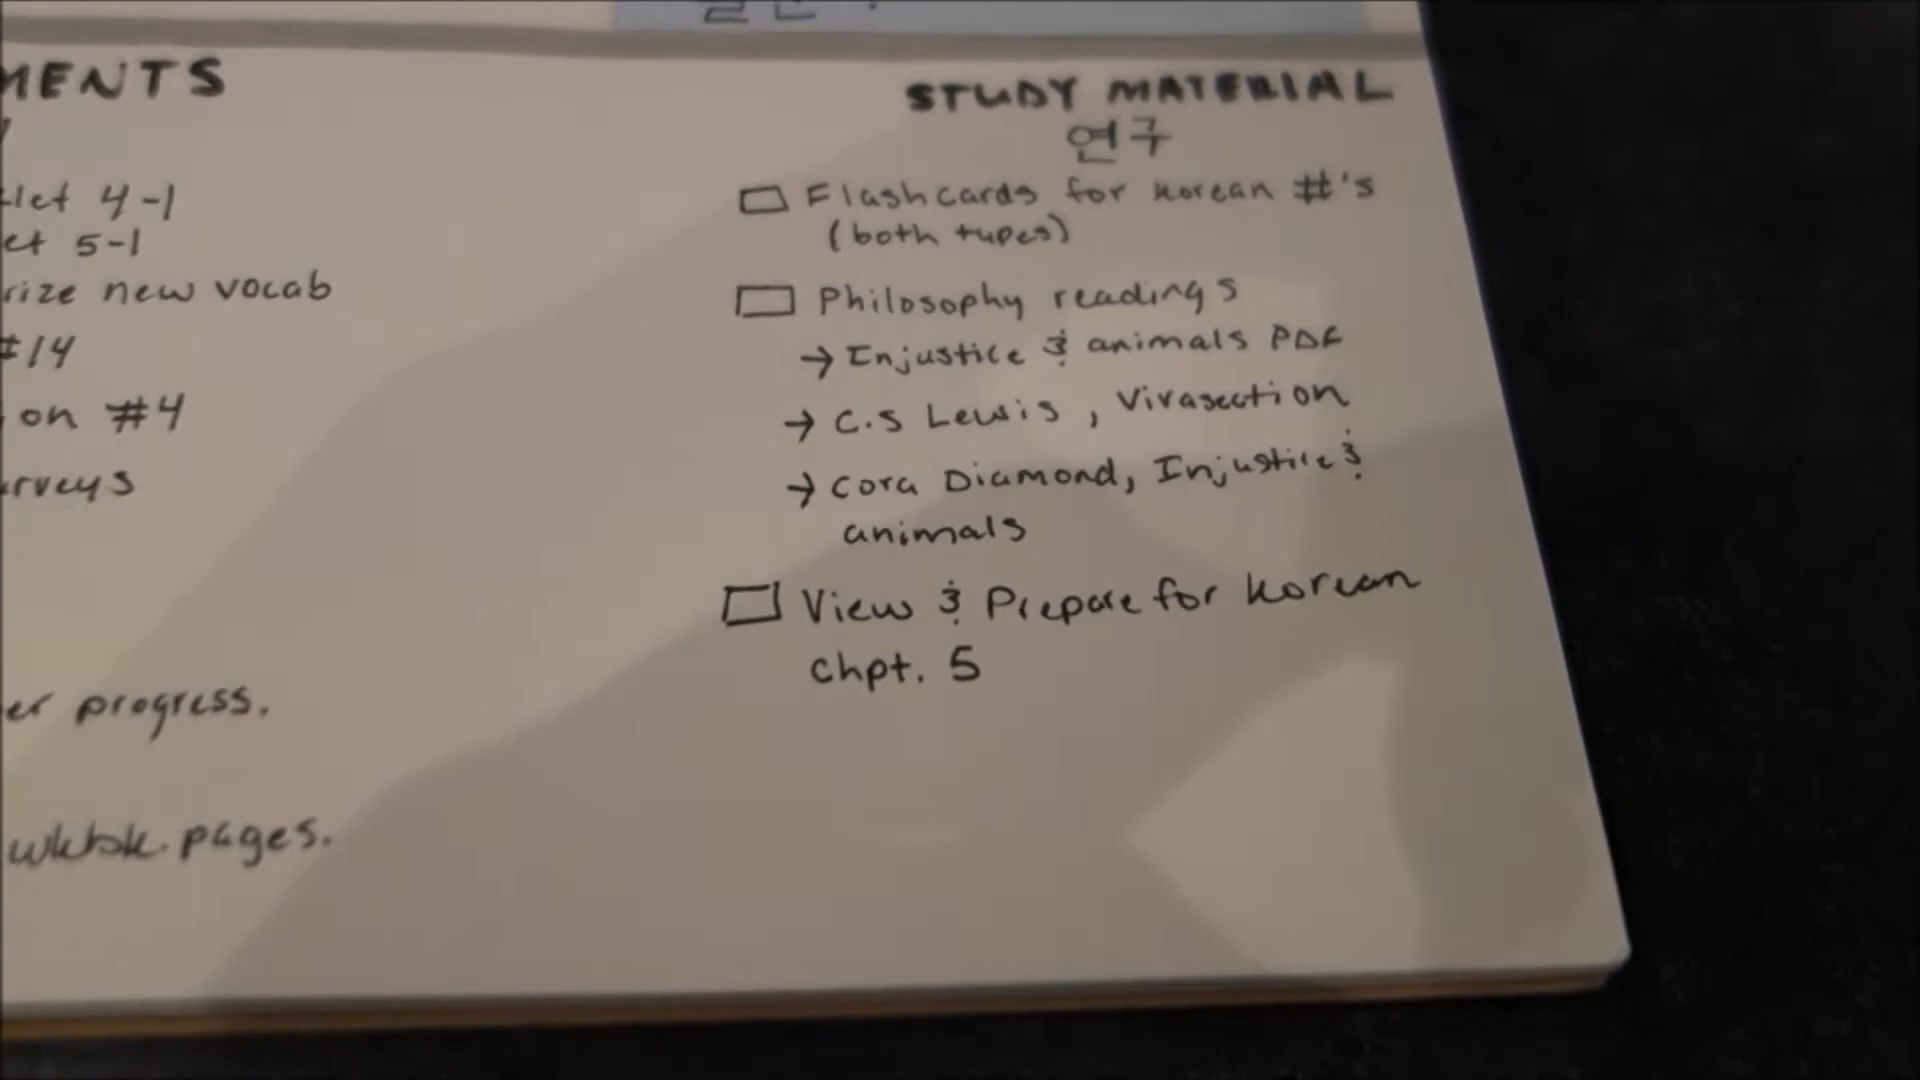 MENTS
let 4-1
et 5-1
rize new vocab
#14
on #4
urveys
er progress.
wkbk. pages.
STUDY MATERIAL
연구
Flashcards for Korean #'s
(both types)
Philosophy readings
→ Injustice & animals PDF
→ C.S Lewis, Virasection
→ Cora Diamond, Injustice &
animals
View & Prepare for Korean
chpt. 5